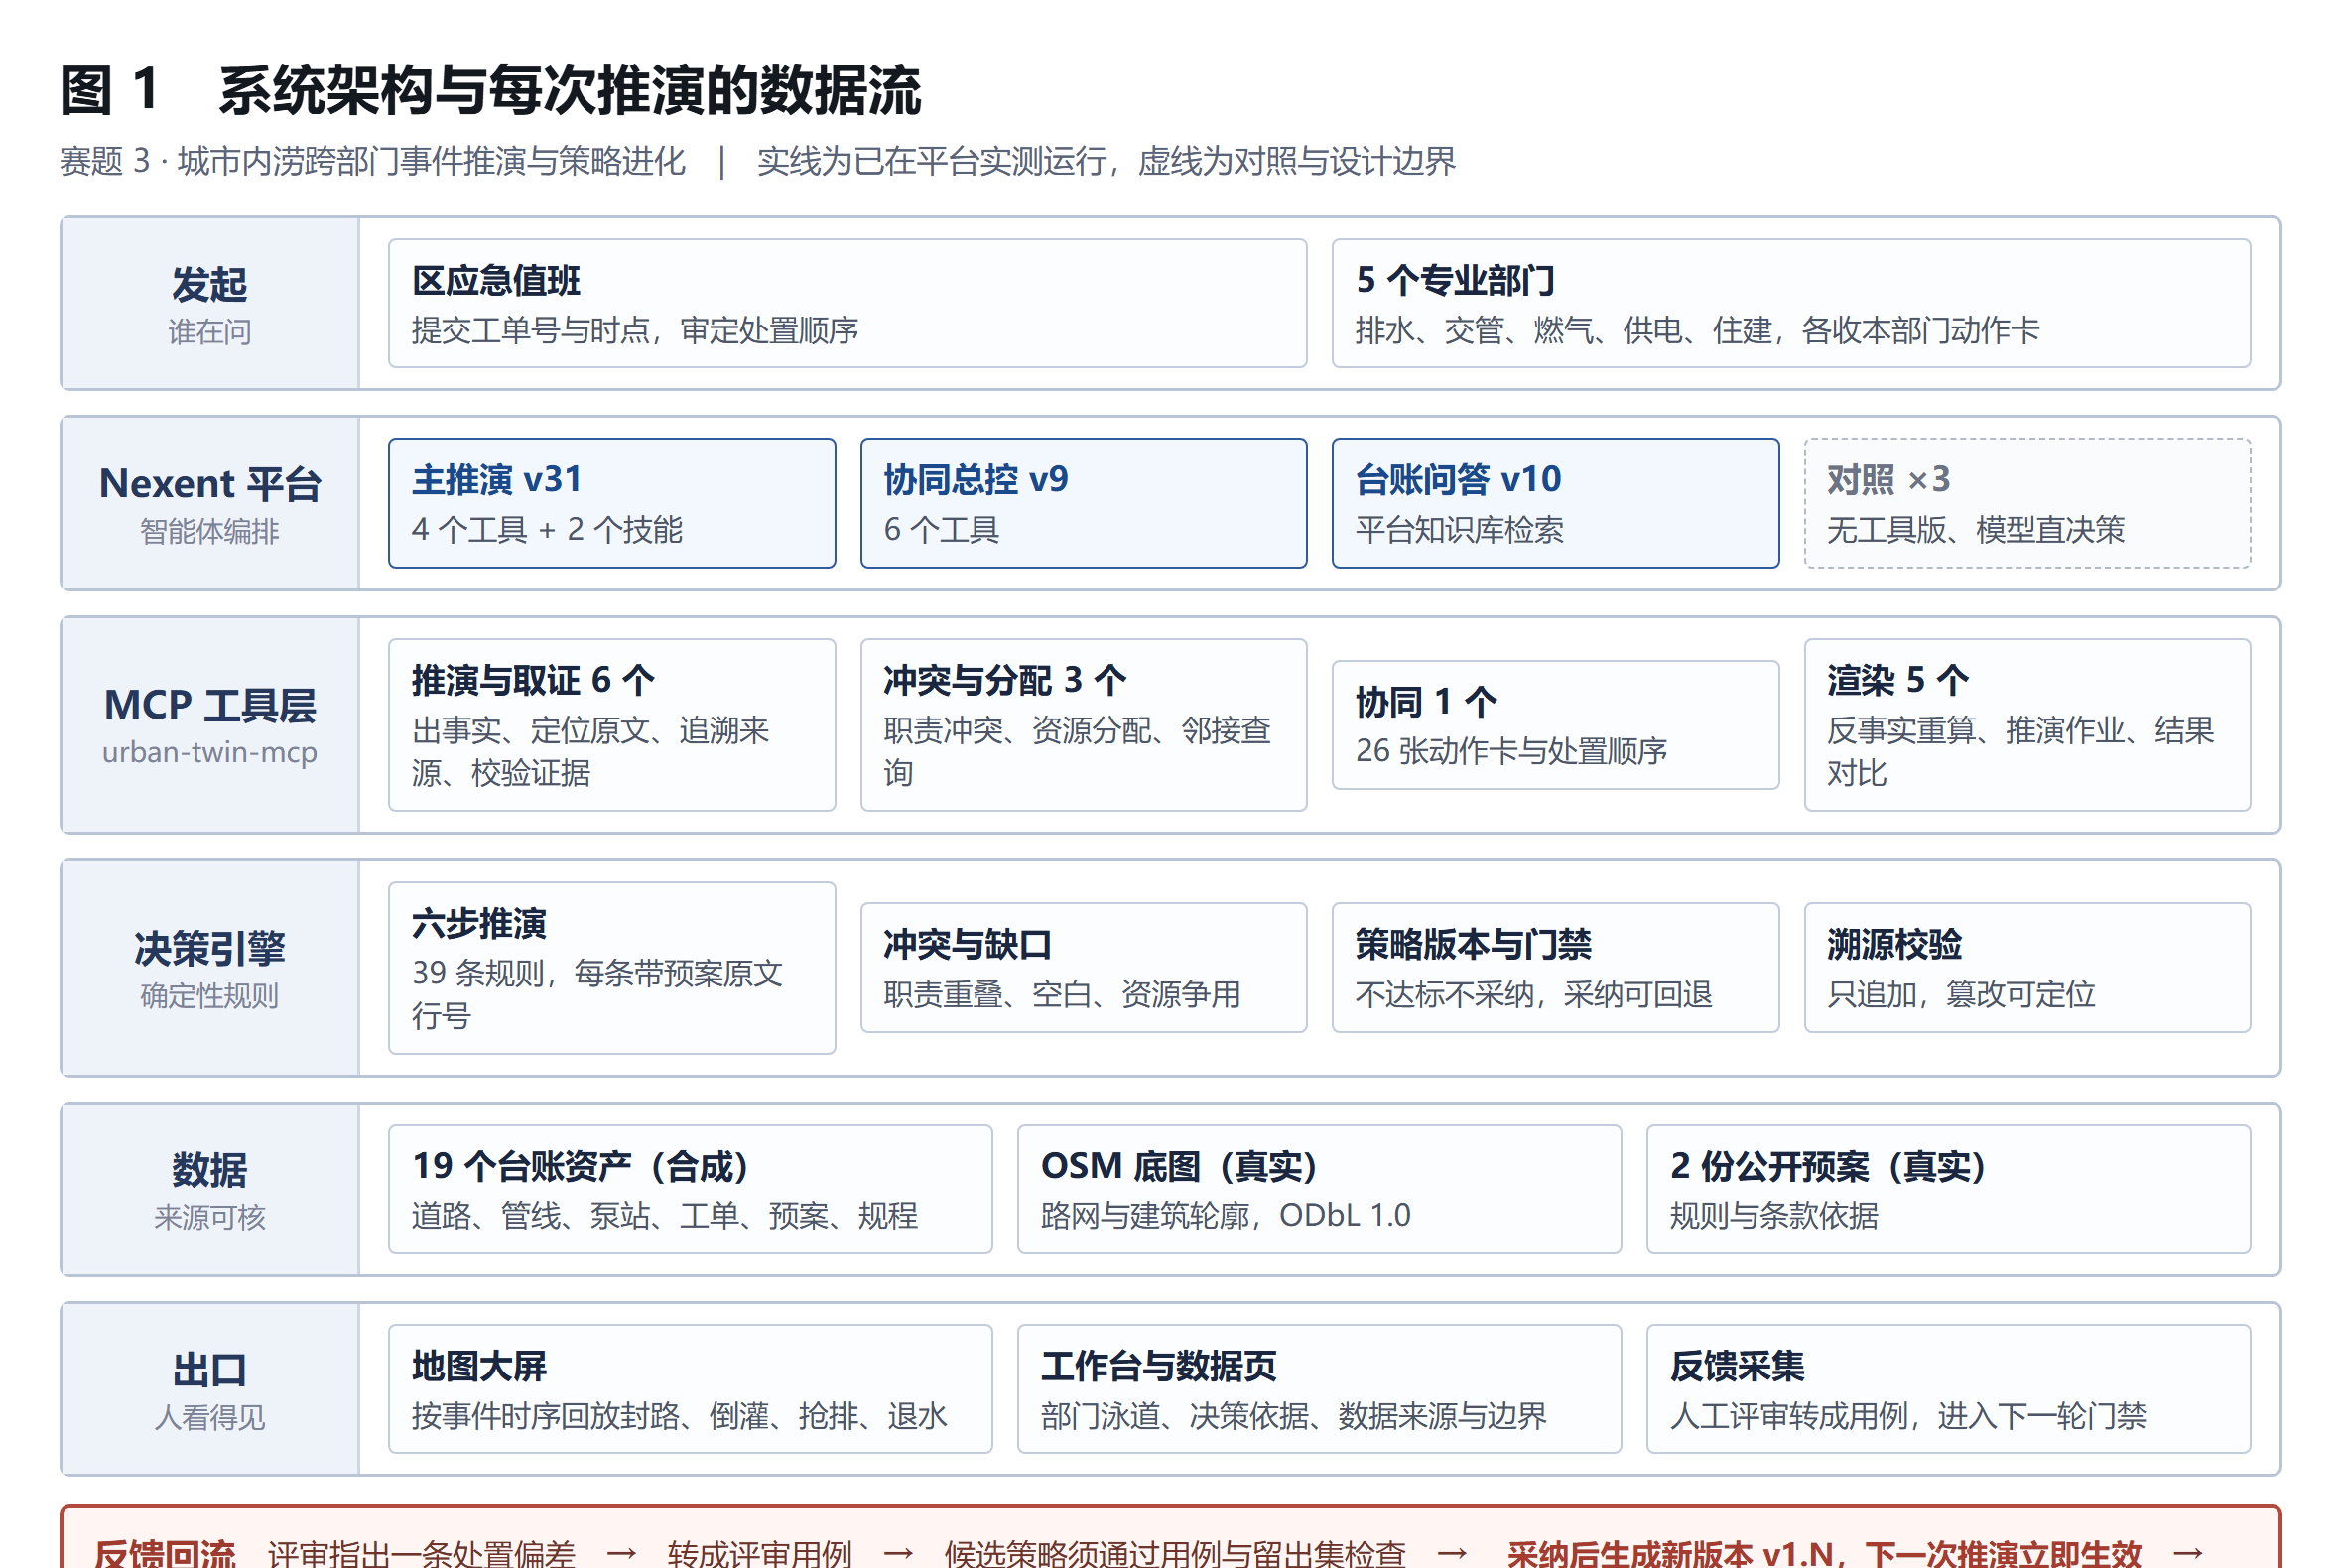 图 1 系统架构与每次推演的数据流
赛题 3 · 城市内涝跨部门事件推演与策略进化 | 实线为已在平台实测运行，虚线为对照与设计边界
发起
谁在问
区应急值班
提交工单号与时点，审定处置顺序
5 个专业部门
排水、交管、燃气、供电、住建，各收本部门动作卡
Nexent 平台
智能体编排
主推演 v31
4 个工具 + 2 个技能
协同总控 v9
6 个工具
台账问答 v10
平台知识库检索
对照 ×3
无工具版、模型直决策
MCP 工具层
urban-twin-mcp
推演与取证 6 个
出事实、定位原文、追溯来
源、校验证据
冲突与分配 3 个
职责冲突、资源分配、邻接查
询
协同 1 个
26 张动作卡与处置顺序
渲染 5 个
反事实重算、推演作业、结果
对比
决策引擎
确定性规则
六步推演
39 条规则，每条带预案原文
行号
冲突与缺口
职责重叠、空白、资源争用
策略版本与门禁
不达标不采纳，采纳可回退
溯源校验
只追加，篡改可定位
数据
来源可核
19 个台账资产（合成）
道路、管线、泵站、工单、预案、规程
OSM 底图（真实）
路网与建筑轮廓，ODbL 1.0
2 份公开预案（真实）
规则与条款依据
出口
人看得见
地图大屏
按事件时序回放封路、倒灌、抢排、退水
工作台与数据页
部门泳道、决策依据、数据来源与边界
反馈采集
人工评审转成用例，进入下一轮门禁
反馈回流 评审指出一条处置偏差 → 转成评审用例 → 候选策略须通过用例与留出集检查 → 采纳后生成新版本 v1.N，下一次推演立即生效 →